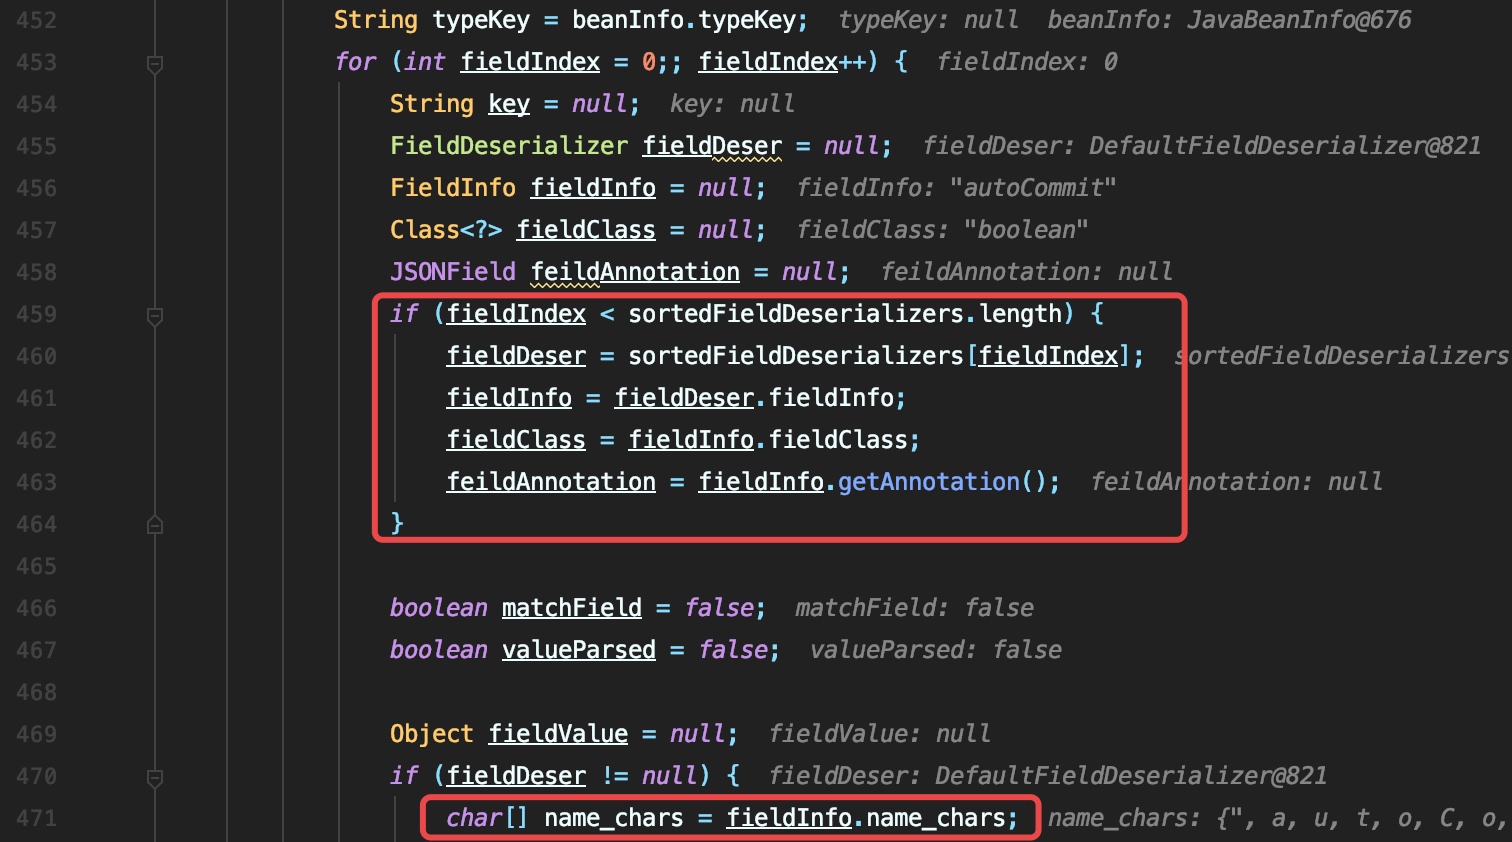 452 String typeKey = beanInfo.typeKey; typeKey: null beanInfo: JavaBeanInfo@676
453 for (int fieldIndex = 0;; fieldIndex++) { fieldIndex: 0
454 String key = null; key: null
455 FieldDeserializer fieldDeser = null; fieldDeser: DefaultFieldDeserializer@821
456 FieldInfo fieldInfo = null; fieldInfo: "autoCommit"
457 Class<?> fieldClass = null; fieldClass: "boolean"
458 JSONField feildAnnotation = null; feildAnnotation: null
459 if (fieldIndex < sortedFieldDeserializers.length) {
460 fieldDeser = sortedFieldDeserializers[fieldIndex]; sortedFieldDeserializers
461 fieldInfo = fieldDeser.fieldInfo;
462 fieldClass = fieldInfo.fieldClass;
463 feildAnnotation = fieldInfo.getAnnotation(); feildAnnotation: null
464 }
465
466 boolean matchField = false; matchField: false
467 boolean valueParsed = false; valueParsed: false
468
469 Object fieldValue = null; fieldValue: null
470 if (fieldDeser != null) { fieldDeser: DefaultFieldDeserializer@821
471 char[] name_chars = fieldInfo.name_chars; name_chars: {", a, u, t, o, C, o,